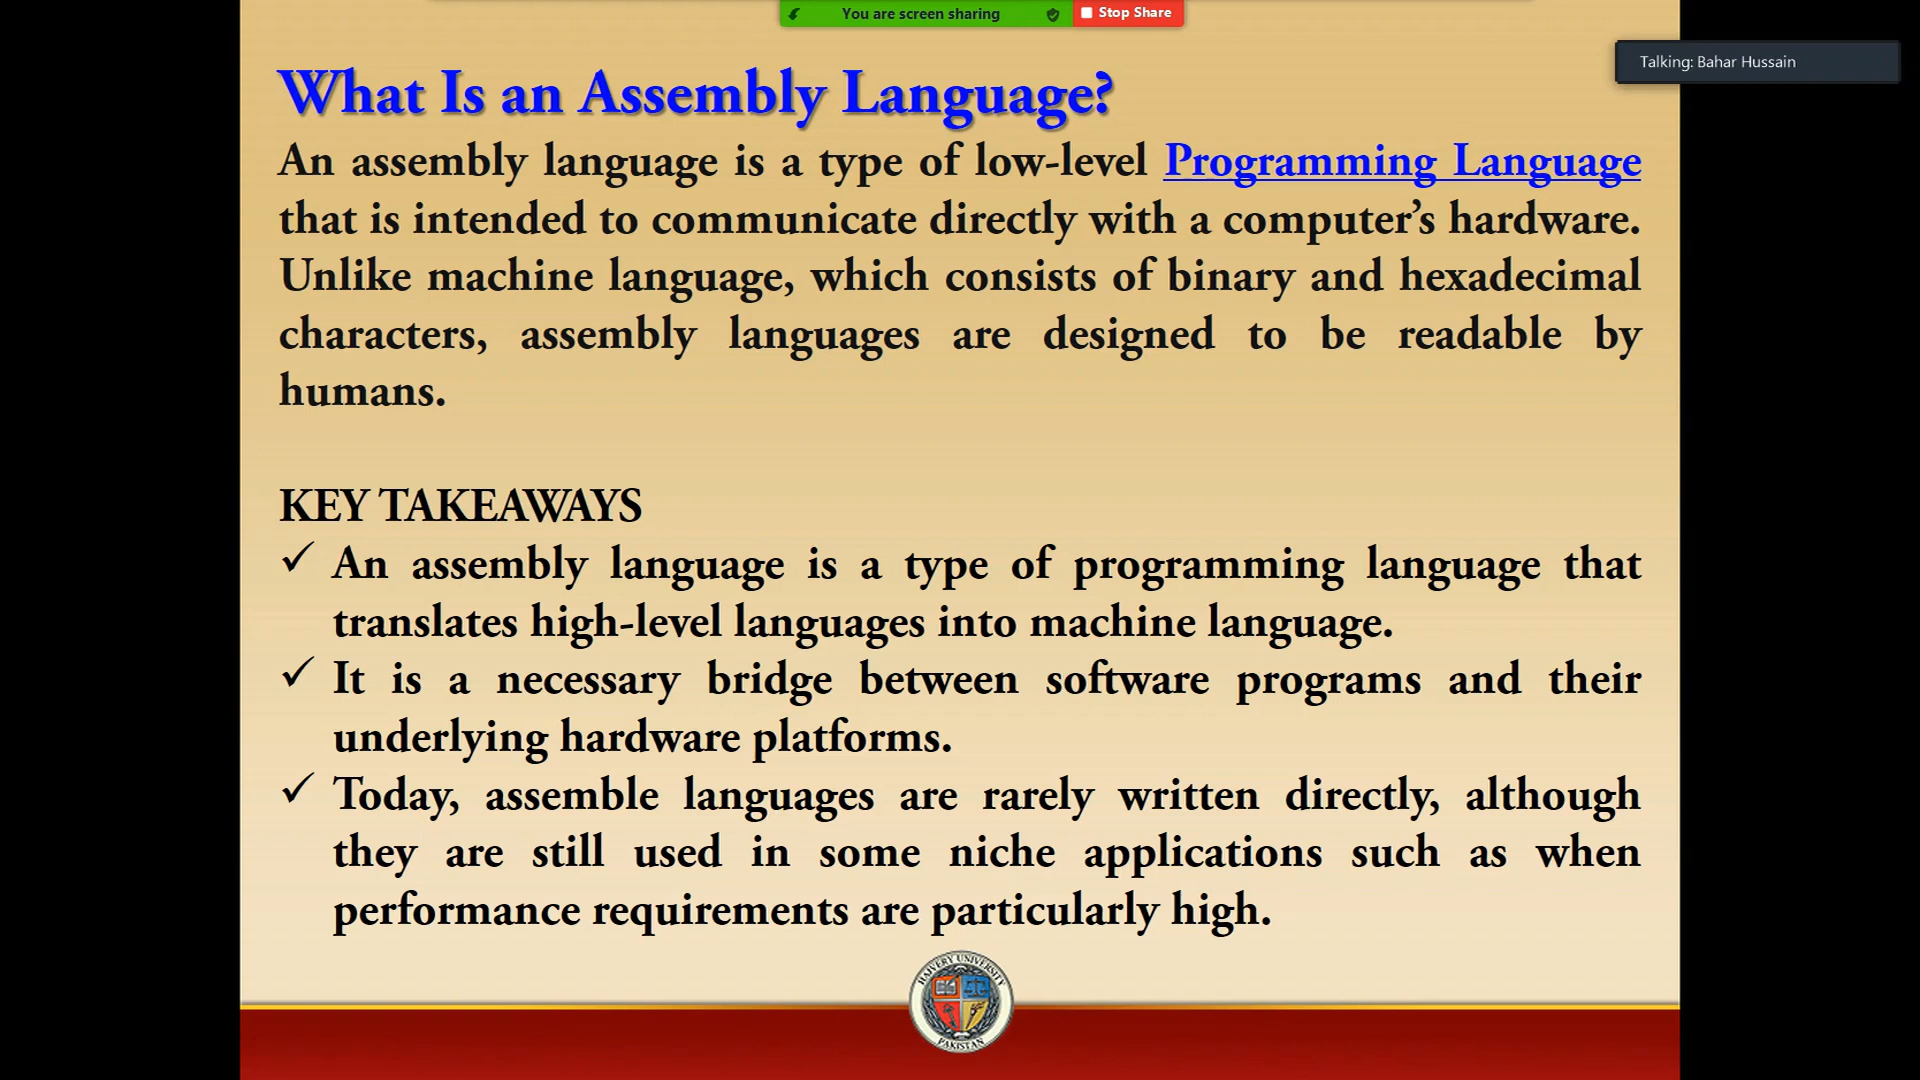 You are screen sharing
Stop Share
Talking: Bahar Hussain
What Is an Assembly Language?
An assembly language is a type of low-level Programming Language
that is intended to communicate directly with a computer’s hardware.
Unlike machine language, which consists of binary and hexadecimal
characters, assembly languages are designed to be readable by
humans.
KEY TAKEAWAYS
✓ An assembly language is a type of programming language that
translates high-level languages into machine language.
✓ It is a necessary bridge between software programs and their
underlying hardware platforms.
✓ Today, assemble languages are rarely written directly, although
they are still used in some niche applications such as when
performance requirements are particularly high.
HAIVERY UNIVERSITY
PAKISTAN